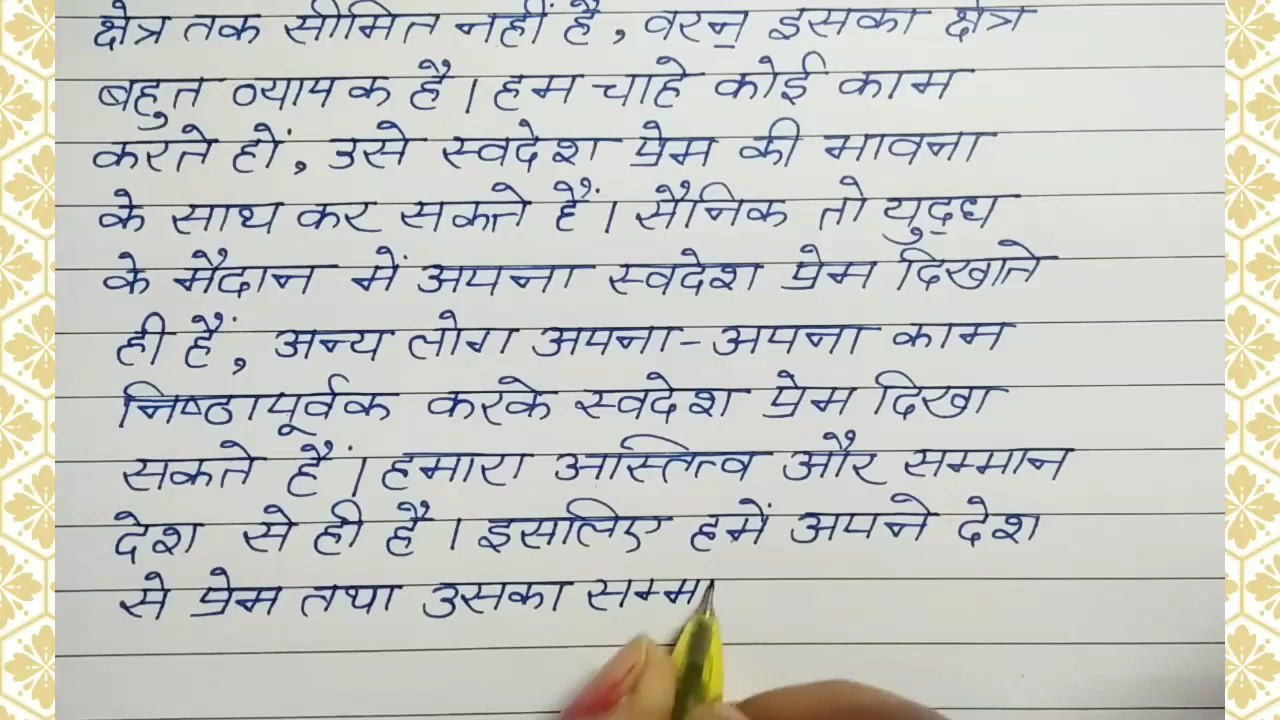 क्षेत्र तक सीमित नहीं है, वरन् इसका क्षेत्र
बहुत व्यापक है। हम चाहे कोई काम
करते हों, उसे स्वदेश प्रेम की भावना
के साथ कर सकते हैं। सैनिक तो युद्ध
के मैदान में अपना स्वदेश प्रेम दिखाते
ही हैं, अन्य लोग अपना-अपना काम
निष्ठापूर्वक करके स्वदेश प्रेम दिखा
सकते हैं। हमारा अस्तित्व और सम्मान
देश से ही है। इसलिए हमें अपने देश
से प्रेम तथा उसका सम्मा